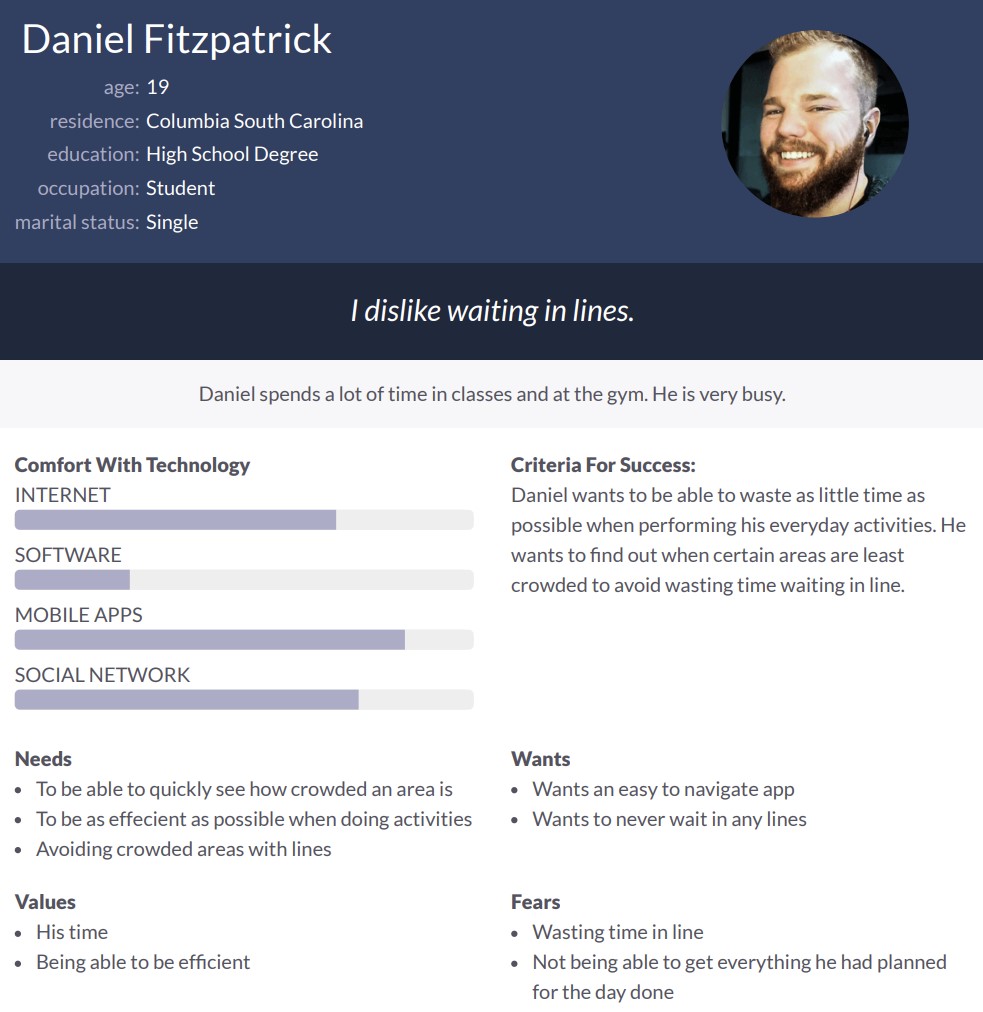 Daniel Fitzpatrick
age: 19
residence: Columbia South Carolina
education: High School Degree
occupation: Student
marital status: Single
I dislike waiting in lines.
Daniel spends a lot of time in classes and at the gym. He is very busy.
Comfort With Technology
INTERNET
SOFTWARE
MOBILE APPS
SOCIAL NETWORK
Criteria For Success:
Daniel wants to be able to waste as little time as
possible when performing his everyday activities. He
wants to find out when certain areas are least
crowded to avoid wasting time waiting in line.
Needs
• To be able to quickly see how crowded an area is
• To be as effecient as possible when doing activities
• Avoiding crowded areas with lines
Wants
• Wants an easy to navigate app
• Wants to never wait in any lines
Values
• His time
• Being able to be efficient
Fears
• Wasting time in line
• Not being able to get everything he had planned
for the day done